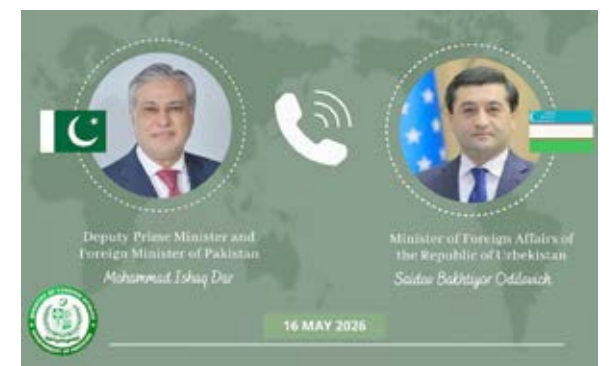 Deputy Prime Minister and
Foreign Minister of Pakistan
Mohammad Ishaq Dar
Minister of Foreign Affairs of
the Republic of Uzbekistan
Saidov Bakhtiyor Odilovich
16 MAY 2026